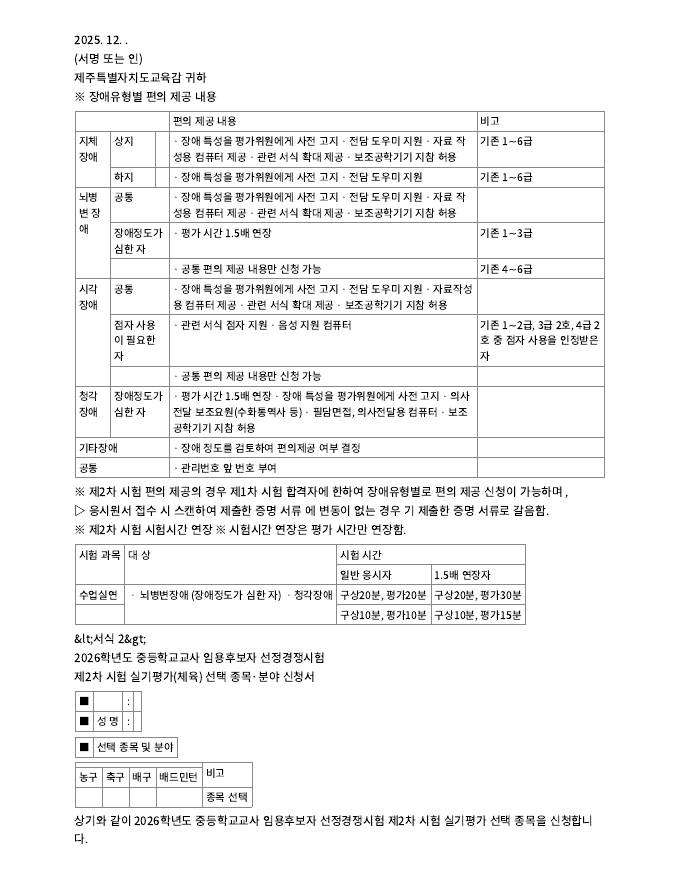 2025. 12. .
(서명 또는 인)
제주특별자치도교육감 귀하
※ 장애유형별 편의 제공 내용
편의 제공 내용 비고
지체 장애 상지 · 장애 특성을 평가위원에게 사전 고지 · 전담 도우미 지원 · 자료 작 기존 1~6급
성용 컴퓨터 제공 · 관련 서식 확대 제공 · 보조공학기기 지참 허용
하지 · 장애 특성을 평가위원에게 사전 고지 · 전담 도우미 지원 기존 1~6급
뇌병변 장애 공통 · 장애 특성을 평가위원에게 사전 고지 · 전담 도우미 지원 · 자료 작
성용 컴퓨터 제공 · 관련 서식 확대 제공 · 보조공학기기 지참 허용
장애정도가 심한 자 · 평가 시간 1.5배 연장 기존 1~3급
· 공통 편의 제공 내용만 신청 가능 기존 4~6급
시각 장애 공통 · 장애 특성을 평가위원에게 사전 고지 · 전담 도우미 지원 · 자료작성
용 컴퓨터 제공 · 관련 서식 확대 제공 · 보조공학기기 지참 허용
점자 사용 이 필요한 자 · 관련 서식 점자 지원 · 음성 지원 컴퓨터 기존 1~2급, 3급 2호, 4급 2
호 중 점자 사용을 인정받은
자
· 공통 편의 제공 내용만 신청 가능
청각 장애 장애정도가 심한 자 · 평가 시간 1.5배 연장 · 장애 특성을 평가위원에게 사전 고지 · 의사
전달 보조요원(수화통역사 등) · 필담면접, 의사전달용 컴퓨터 · 보조
공학기기 지참 허용
기타장애 · 장애 정도를 검토하여 편의제공 여부 결정
공통 · 관리번호 앞 번호 부여
※ 제2차 시험 편의 제공의 경우 제1차 시험 합격자에 한하여 장애유형별로 편의 제공 신청이 가능하며 ,
▷ 응시원서 접수 시 스캔하여 제출한 증명 서류 에 변동이 없는 경우 기 제출한 증명 서류로 갈음함.
※ 제2차 시험 시험시간 연장 ※ 시험시간 연장은 평가 시간만 연장함.
시험 과목 대 상 시험 시간
일반 응시자 1.5배 연장자
수업실연 · 뇌병변장애 (장애정도가 심한 자) · 청각장애 구상20분, 평가20분 구상20분, 평가30분
구상10분, 평가10분 구상10분, 평가15분
&lt;서식 2&gt;
2026학년도 중등학교교사 임용후보자 선정경쟁시험
제2차 시험 실기평가(체육) 선택 종목· 분야 신청서
■ :
■ 성 명 :
■ 선택 종목 및 분야
농구 축구 배구 배드민턴 비고
종목 선택
상기와 같이 2026학년도 중등학교교사 임용후보자 선정경쟁시험 제2차 시험 실기평가 선택 종목을 신청합니
다.